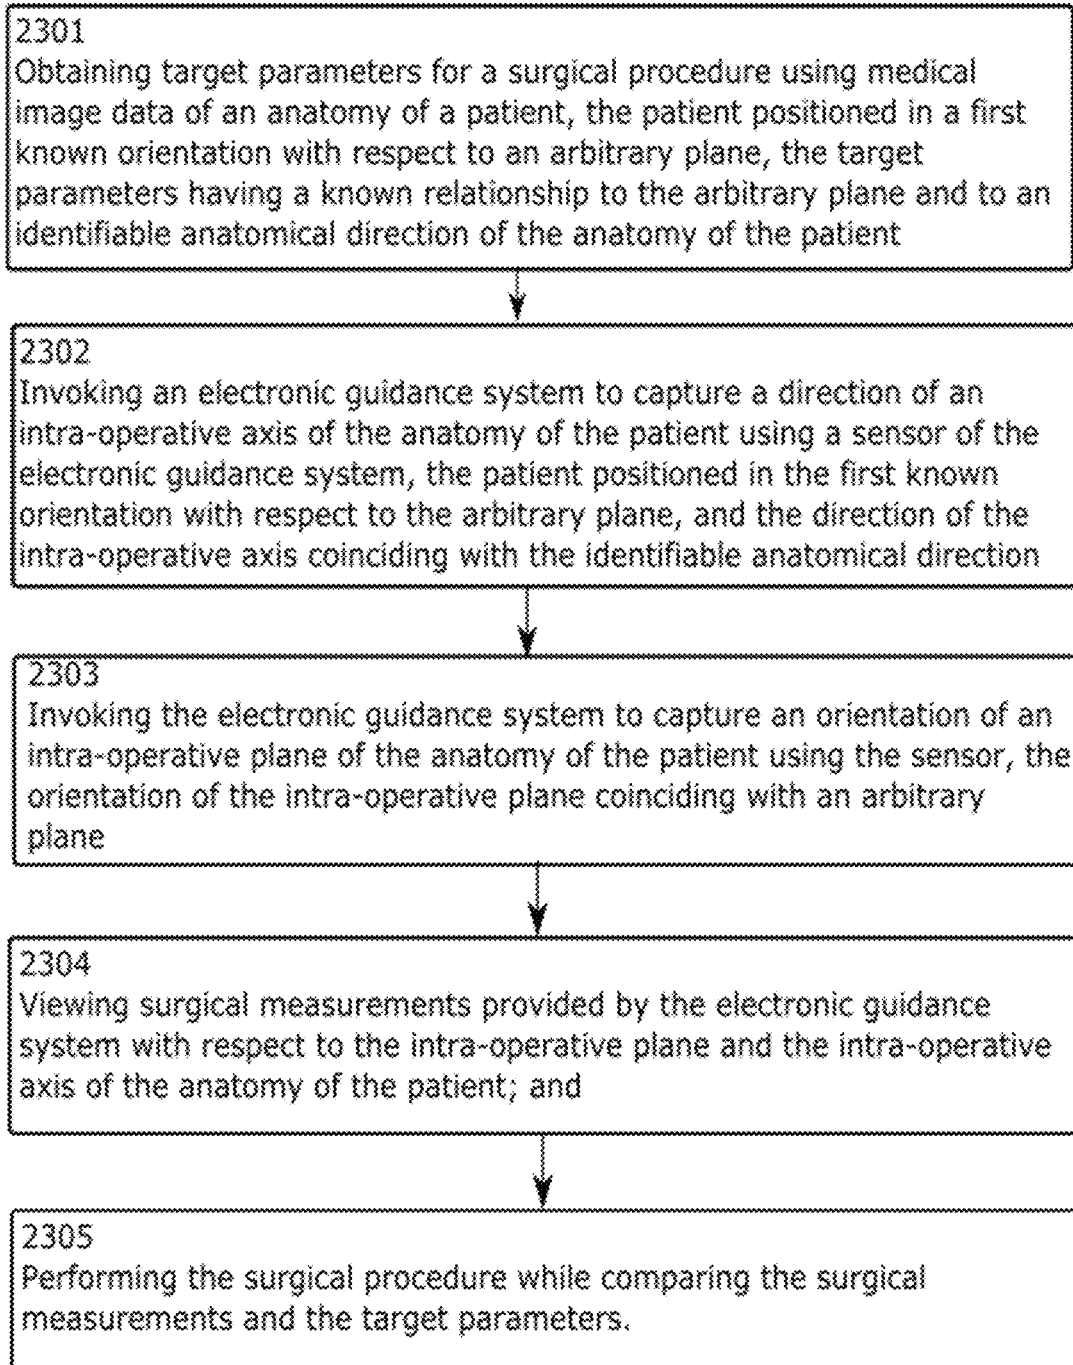 2301
Obtaining target parameters for a surgical procedure using medical
image data of an anatomy of a patient, the patient positioned in a first
known orientation with respect to an arbitrary plane, the target
parameters having a known relationship to the arbitrary plane and to an
identifiable anatomical direction of the anatomy of the patient
2302
Invoking an electronic guidance system to capture a direction of an
intra-operative axis of the anatomy of the patient using a sensor of the
electronic guidance system, the patient positioned in the first known
orientation with respect to the arbitrary plane, and the direction of the
intra-operative axis coinciding with the identifiable anatomical direction
2303
Invoking the electronic guidance system to capture an orientation of an
intra-operative plane of the anatomy of the patient using the sensor, the
orientation of the intra-operative plane coinciding with an arbitrary
plane
2304
Viewing surgical measurements provided by the electronic guidance
system with respect to the intra-operative plane and the intra-operative
axis of the anatomy of the patient; and
2305
Performing the surgical procedure while comparing the surgical
measurements and the target parameters.